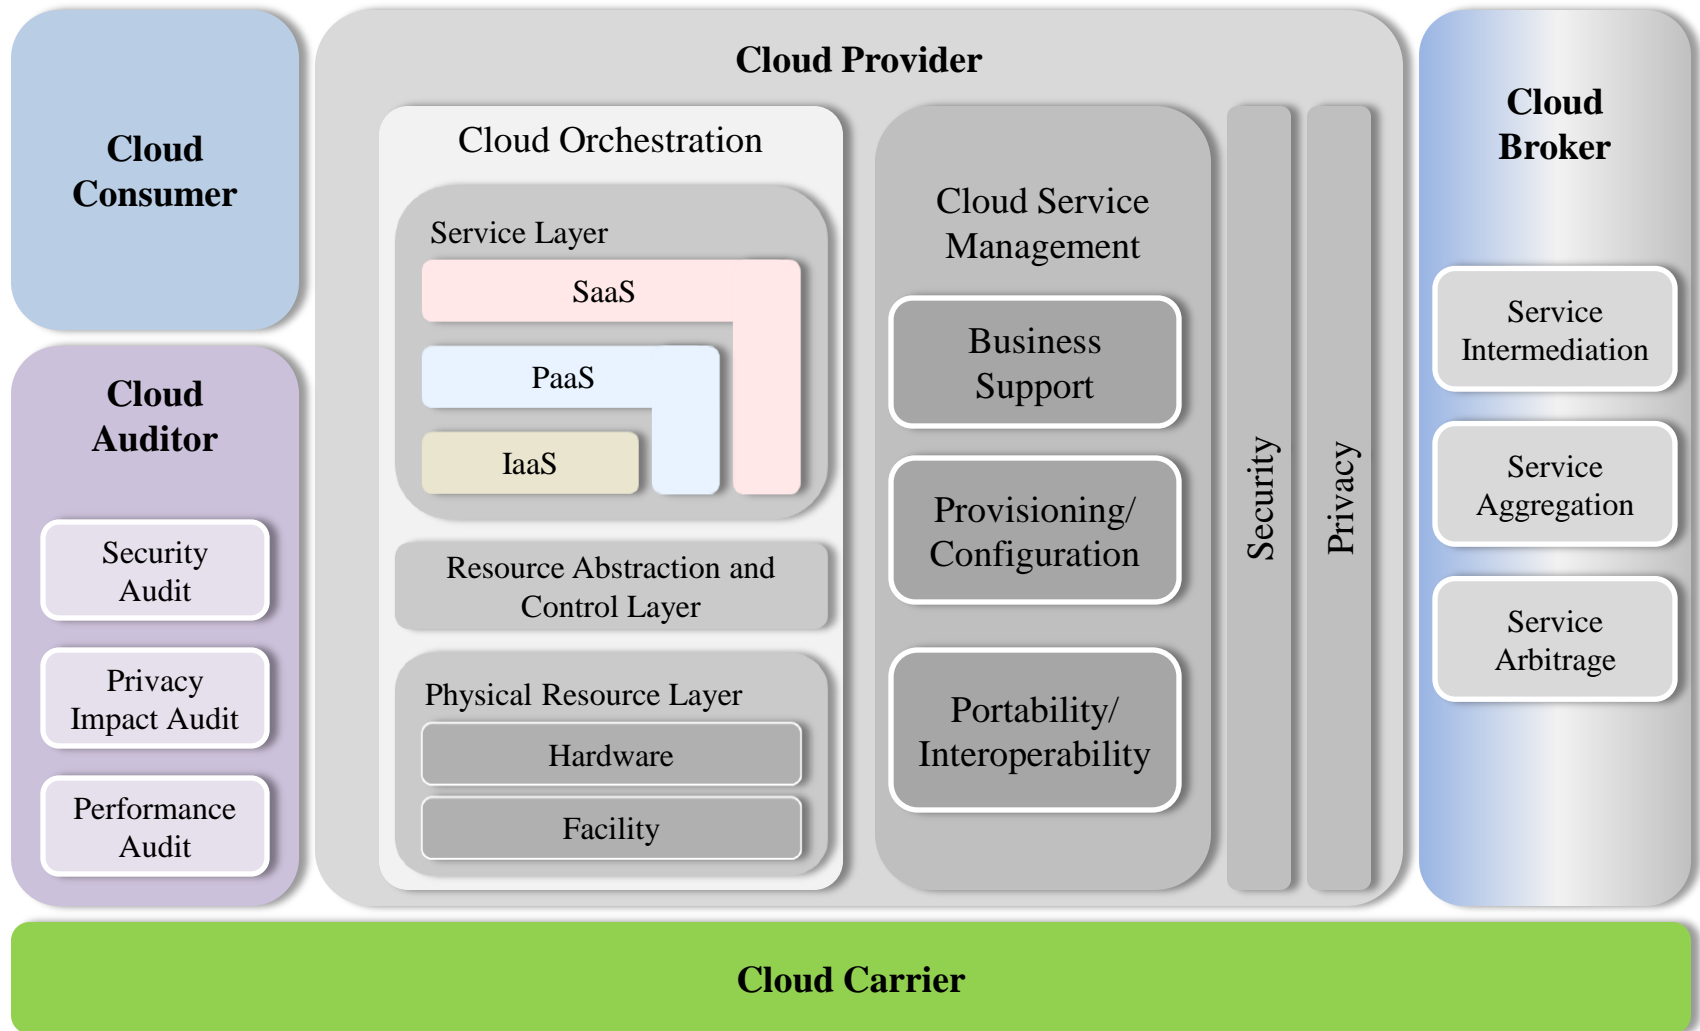 Cloud
Consumer
Cloud
Auditor
Security
Audit
Privacy
Impact Audit
Performance
Audit
Cloud Provider
Cloud Orchestration
Service Layer
SaaS
PaaS
IaaS
Resource Abstraction and
Control Layer
Physical Resource Layer
Hardware
Facility
Cloud Service
Management
Business
Support
Provisioning/
Configuration
Portability/
Interoperability
Security
Privacy
Cloud
Broker
Service
Intermediation
Service
Aggregation
Service
Arbitrage
Cloud Carrier